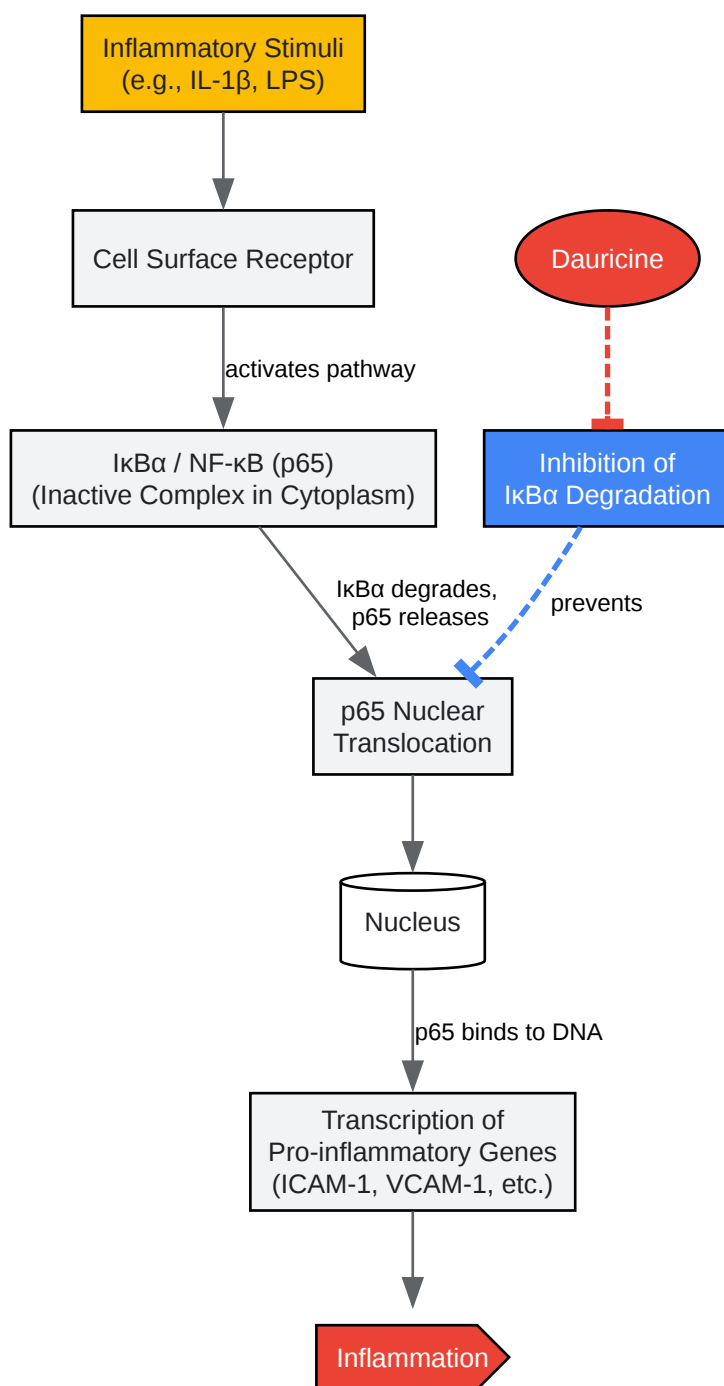 Inflammatory Stimuli
(e.g., IL-1β, LPS)
Cell Surface Receptor
Dauricine
activates pathway
IκBα / NF-κB (p65)
(Inactive Complex in Cytoplasm)
Inhibition of
IκBα Degradation
IκBα degrades,
p65 releases
prevents
p65 Nuclear
Translocation
Nucleus
p65 binds to DNA
Transcription of
Pro-inflammatory Genes
(ICAM-1, VCAM-1, etc.)
Inflammation